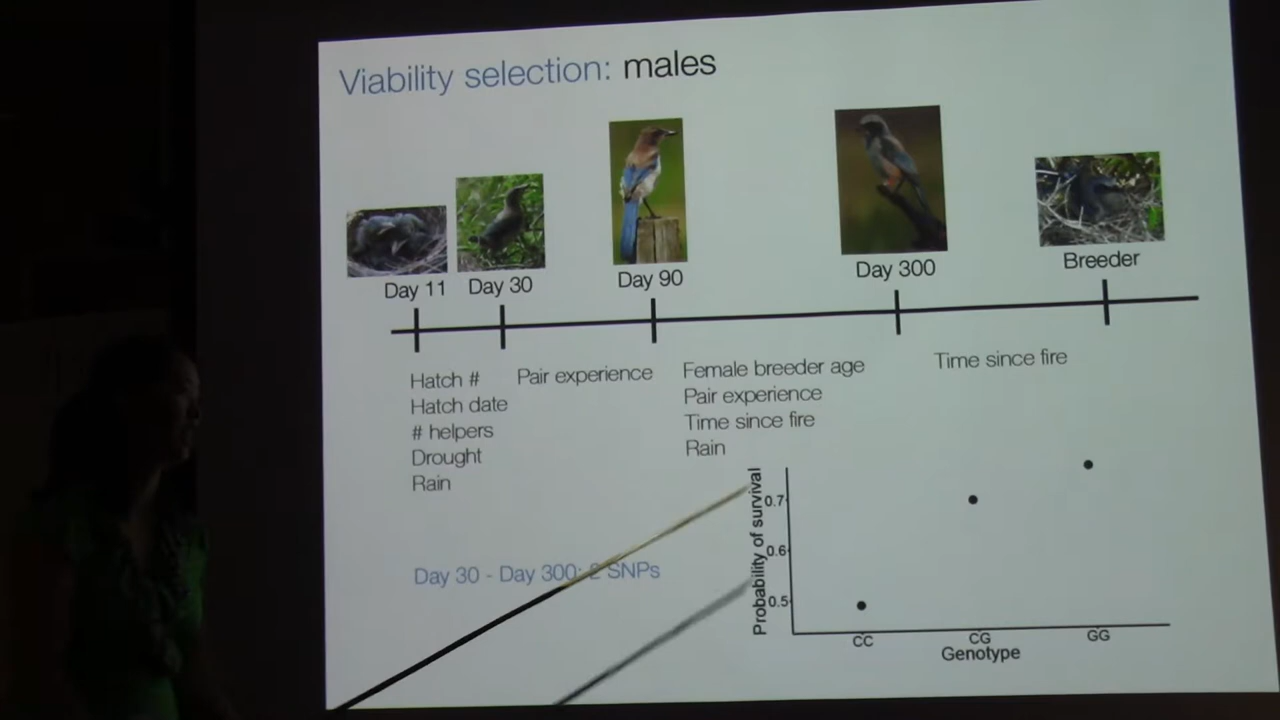 Viability selection: males
Day 11
Day 30
Day 90
Day 300
Breeder
Hatch #
Hatch date
# helpers
Drought
Rain
Pair experience
Female breeder age
Pair experience
Time since fire
Rain
Time since fire
Day 30 - Day 300: 2 SNPs
Probability of survival
0.7
0.6
0.5
CC
CG
GG
Genotype